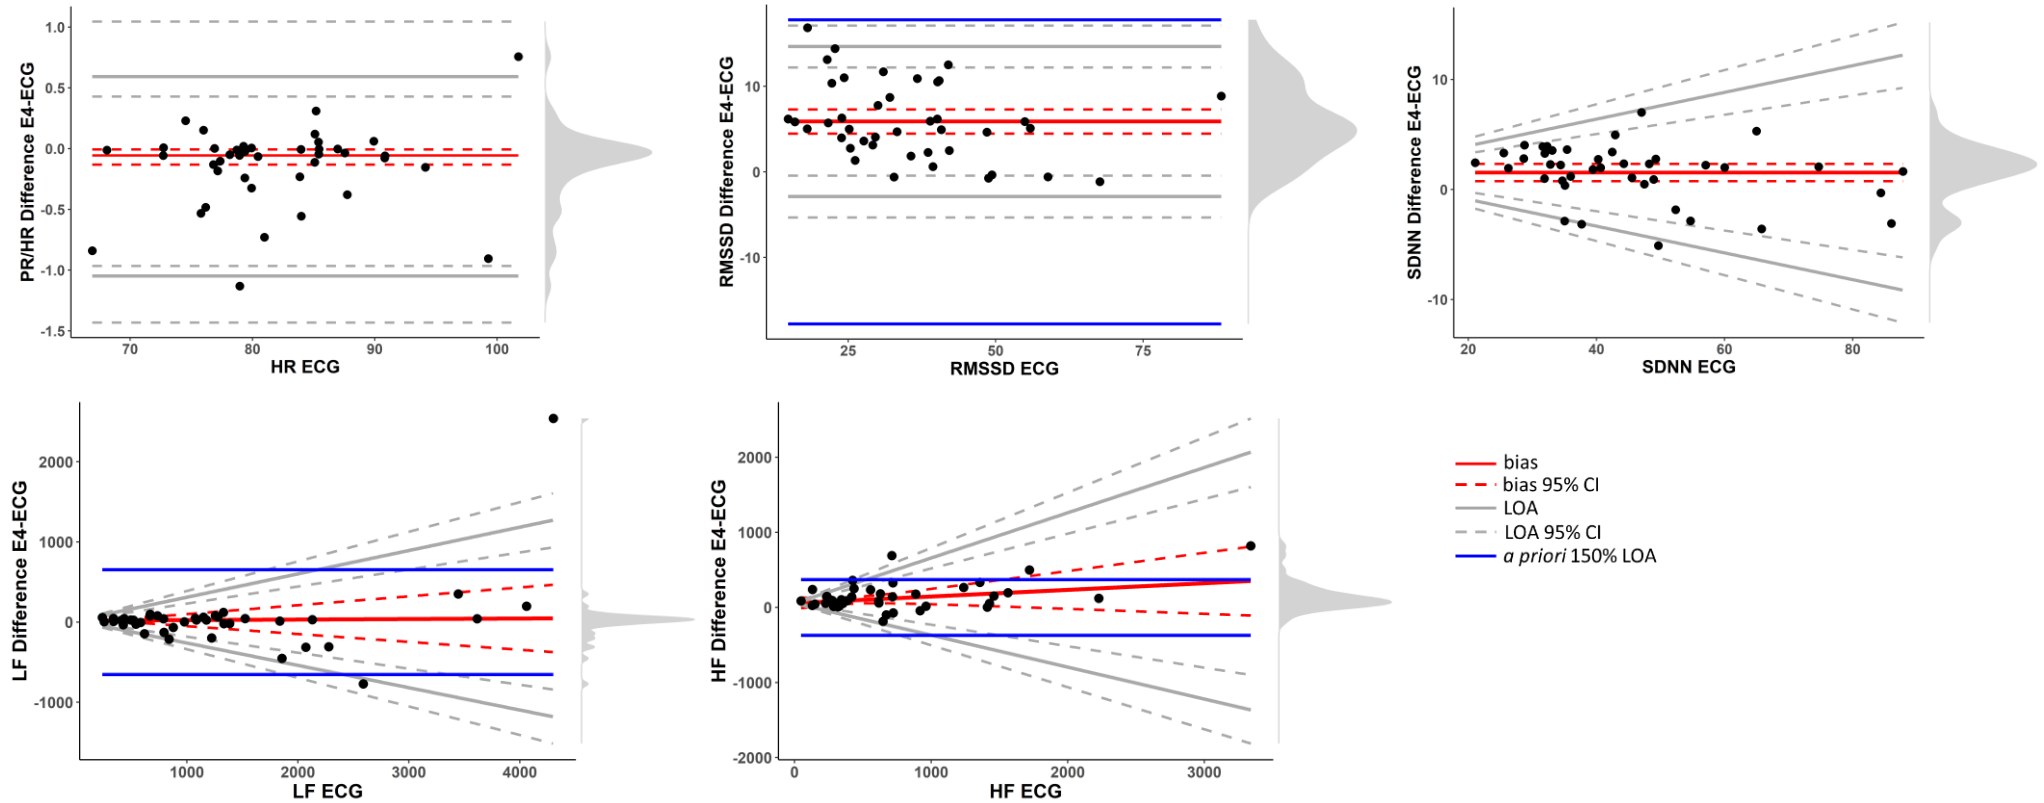 PR/HR Difference E4-ECG
1.0
0.5
0.0
-0.5
-1.0
-1.5
70 80 90 100
HR ECG
RMSSD Difference E4-ECG
10
0
-10
25 50 75
RMSSD ECG
SDNN Difference E4-ECG
10
0
-10
20 40 60 80
SDNN ECG
LF Difference E4-ECG
2000
1000
0
-1000
1000 2000 3000 4000
LF ECG
HF Difference E4-ECG
2000
1000
0
-1000
-2000
0 1000 2000 3000
HF ECG
bias
bias 95% CI
LOA
LOA 95% CI
a priori 150% LOA